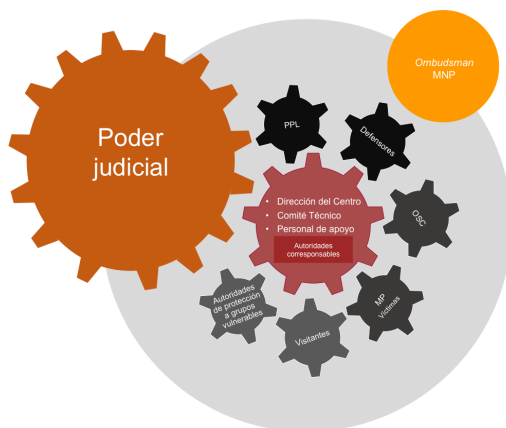 Ombudsman
MNP
Poder
judicial
PPL
Defensores
• Dirección del Centro
• Comité Técnico
• Personal de apoyo
Autoridades
corresponsables
OSC
MP
Víctimas
Autoridades
de protección
a grupos
vulnerables
Visitantes